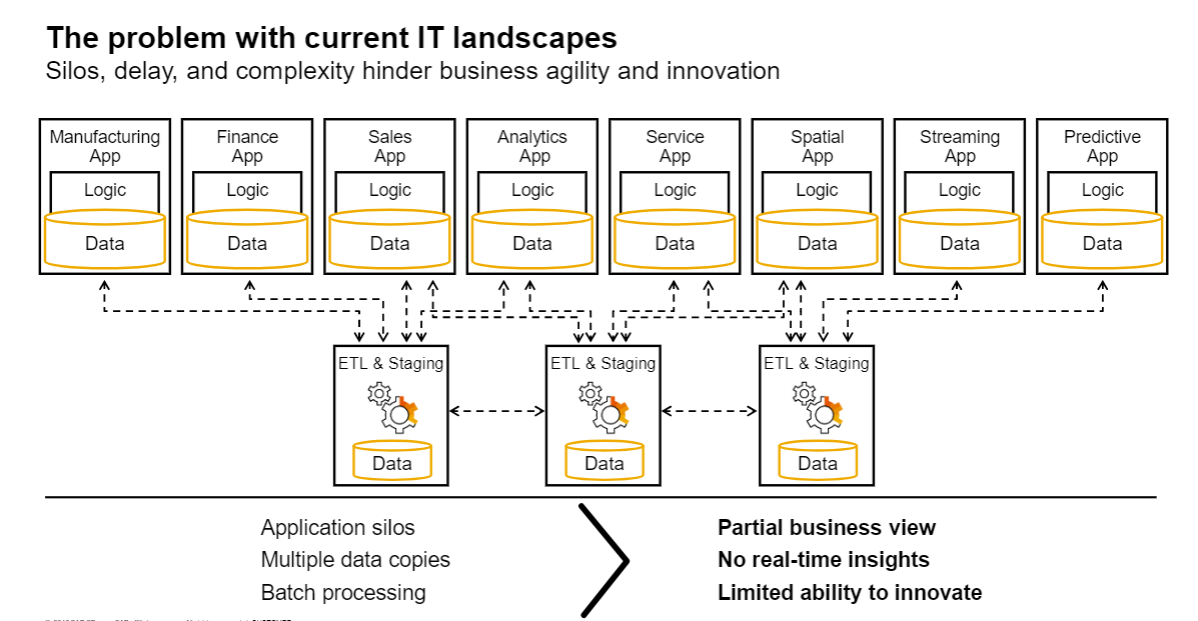 The problem with current IT landscapes
Silos, delay, and complexity hinder business agility and innovation
Manufacturing
App
Logic
Data
Finance
App
Logic
Data
Sales
App
Logic
Data
Analytics
App
Logic
Data
Service
App
Logic
Data
Spatial
App
Logic
Data
Streaming
App
Logic
Data
Predictive
App
Logic
Data
ETL & Staging
Data
ETL & Staging
Data
ETL & Staging
Data
Application silos
Multiple data copies
Batch processing
Partial business view
No real-time insights
Limited ability to innovate